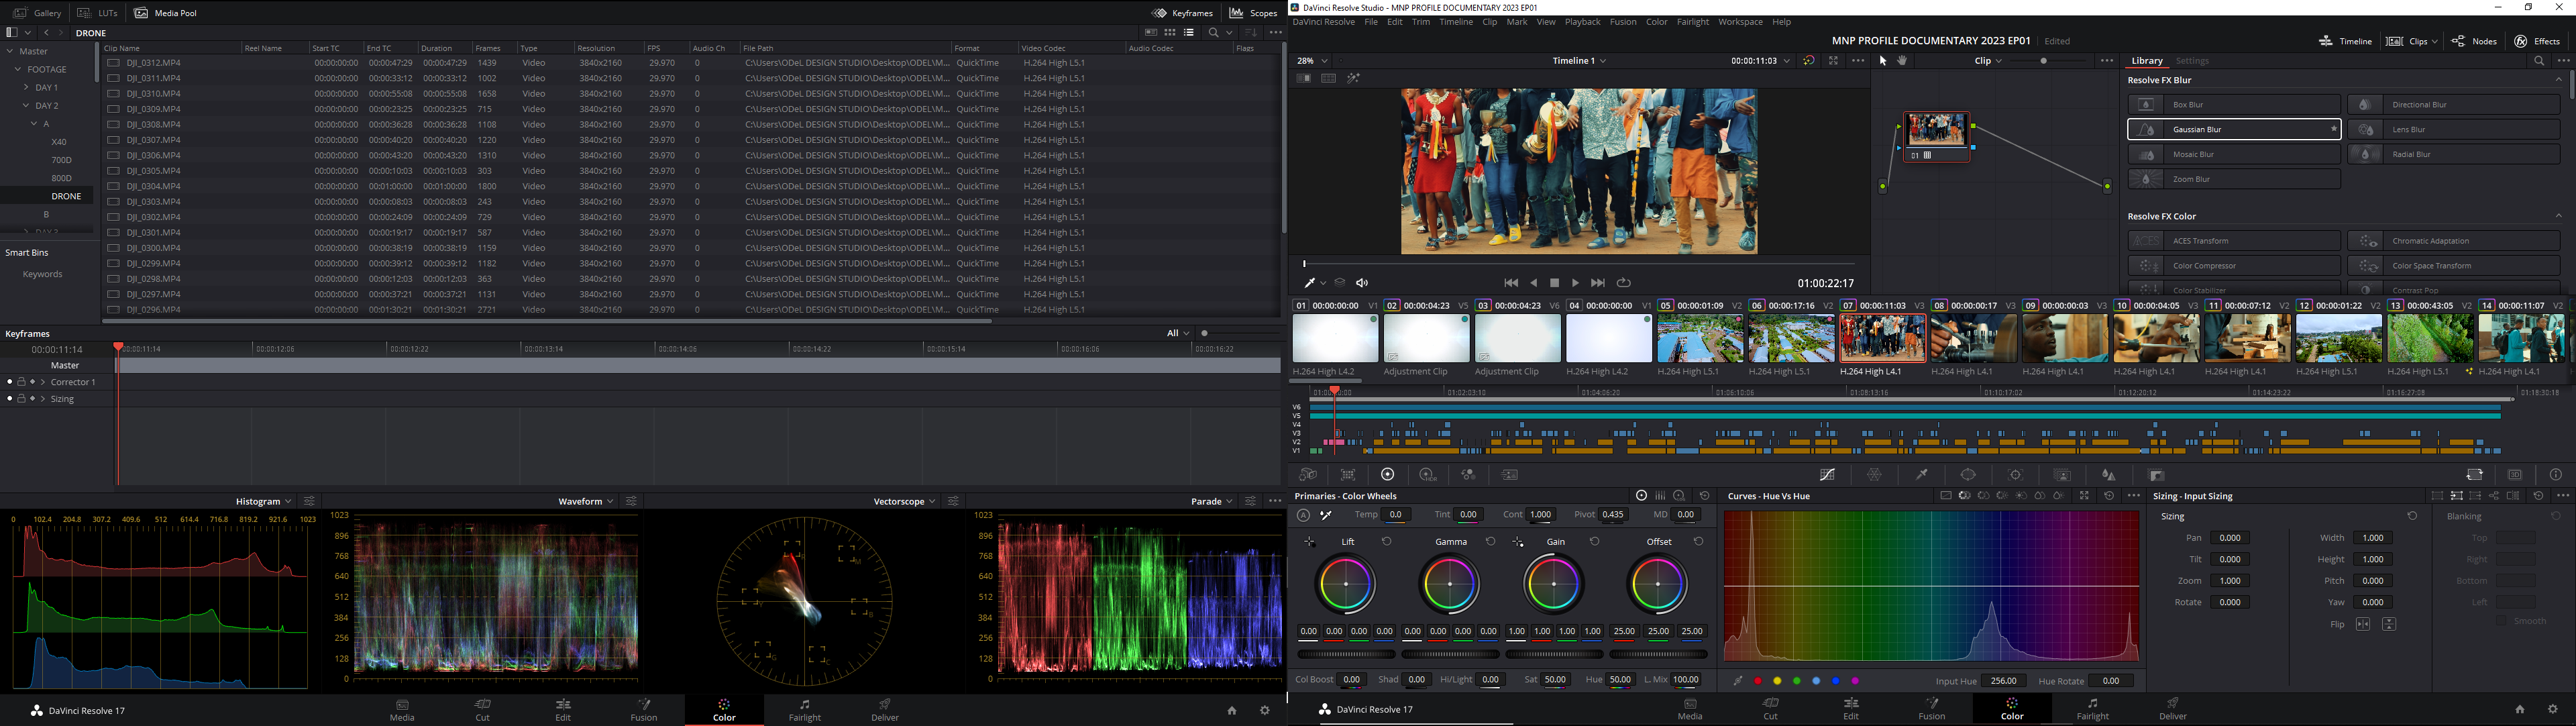 Gallery LUTs Media Pool Keyframes Scopes
DRONE
Master
FOOTAGE
DAY 1
DAY 2
A
X40
700D
800D
DRONE
B
Smart Bins
Keywords
Clip Name Reel Name Start TC End TC Duration Frames Type Resolution FPS Audio Ch File Path Format Video Codec Audio Codec Flags
DJI_0312.MP4 00:00:00:00 00:00:47:29 00:00:47:29 1439 Video 3840x2160 29.970 0 C:\Users\ODeL DESIGN STUDIO\Desktop\ODEL\M... QuickTime H.264 High L5.1
DJI_0311.MP4 00:00:00:00 00:00:33:12 00:00:33:12 1002 Video 3840x2160 29.970 0 C:\Users\ODeL DESIGN STUDIO\Desktop\ODEL\M... QuickTime H.264 High L5.1
DJI_0310.MP4 00:00:00:00 00:00:55:08 00:00:55:08 1658 Video 3840x2160 29.970 0 C:\Users\ODeL DESIGN STUDIO\Desktop\ODEL\M... QuickTime H.264 High L5.1
DJI_0309.MP4 00:00:00:00 00:00:23:25 00:00:23:25 715 Video 3840x2160 29.970 0 C:\Users\ODeL DESIGN STUDIO\Desktop\ODEL\M... QuickTime H.264 High L5.1
DJI_0308.MP4 00:00:00:00 00:00:36:28 00:00:36:28 1108 Video 3840x2160 29.970 0 C:\Users\ODeL DESIGN STUDIO\Desktop\ODEL\M... QuickTime H.264 High L5.1
DJI_0307.MP4 00:00:00:00 00:00:40:20 00:00:40:20 1220 Video 3840x2160 29.970 0 C:\Users\ODeL DESIGN STUDIO\Desktop\ODEL\M... QuickTime H.264 High L5.1
DJI_0306.MP4 00:00:00:00 00:00:43:20 00:00:43:20 1310 Video 3840x2160 29.970 0 C:\Users\ODeL DESIGN STUDIO\Desktop\ODEL\M... QuickTime H.264 High L5.1
DJI_0305.MP4 00:00:00:00 00:00:10:03 00:00:10:03 303 Video 3840x2160 29.970 0 C:\Users\ODeL DESIGN STUDIO\Desktop\ODEL\M... QuickTime H.264 High L5.1
DJI_0304.MP4 00:00:00:00 00:01:00:00 00:01:00:00 1800 Video 3840x2160 29.970 0 C:\Users\ODeL DESIGN STUDIO\Desktop\ODEL\M... QuickTime H.264 High L5.1
DJI_0303.MP4 00:00:00:00 00:00:08:03 00:00:08:03 243 Video 3840x2160 29.970 0 C:\Users\ODeL DESIGN STUDIO\Desktop\ODEL\M... QuickTime H.264 High L5.1
DJI_0302.MP4 00:00:00:00 00:00:24:09 00:00:24:09 729 Video 3840x2160 29.970 0 C:\Users\ODeL DESIGN STUDIO\Desktop\ODEL\M... QuickTime H.264 High L5.1
DJI_0301.MP4 00:00:00:00 00:00:19:17 00:00:19:17 587 Video 3840x2160 29.970 0 C:\Users\ODeL DESIGN STUDIO\Desktop\ODEL\M... QuickTime H.264 High L5.1
DJI_0300.MP4 00:00:00:00 00:00:38:19 00:00:38:19 1159 Video 3840x2160 29.970 0 C:\Users\ODeL DESIGN STUDIO\Desktop\ODEL\M... QuickTime H.264 High L5.1
DJI_0299.MP4 00:00:00:00 00:00:39:12 00:00:39:12 1182 Video 3840x2160 29.970 0 C:\Users\ODeL DESIGN STUDIO\Desktop\ODEL\M... QuickTime H.264 High L5.1
DJI_0298.MP4 00:00:00:00 00:00:12:03 00:00:12:03 363 Video 3840x2160 29.970 0 C:\Users\ODeL DESIGN STUDIO\Desktop\ODEL\M... QuickTime H.264 High L5.1
DJI_0297.MP4 00:00:00:00 00:00:37:21 00:00:37:21 1131 Video 3840x2160 29.970 0 C:\Users\ODeL DESIGN STUDIO\Desktop\ODEL\M... QuickTime H.264 High L5.1
DJI_0296.MP4 00:00:00:00 00:01:30:21 00:01:30:21 2721 Video 3840x2160 29.970 0 C:\Users\ODeL DESIGN STUDIO\Desktop\ODEL\M... QuickTime H.264 High L5.1
Keyframes All
00:00:11:14 00:00:11:14 00:00:12:06 00:00:12:22 00:00:13:14 00:00:14:06 00:00:14:22 00:00:15:14 00:00:16:06 00:00:16:22
Master
Corrector 1
Sizing
Histogram Waveform Vectorscope Parade
0 102.4 204.8 307.2 409.6 512 614.4 716.8 819.2 921.6 1023
1023 1023
896 896
768 768
640 640
512 512
384 384
256 256
128 128
0 0
M
B
C
G
DaVinci Resolve 17 Media Cut Edit Fusion Color Fairlight Deliver
DaVinci Resolve Studio - MNP PROFILE DOCUMENTARY 2023 EP01
DaVinci Resolve File Edit Trim Timeline Clip Mark View Playback Fusion Color Fairlight Workspace Help
MNP PROFILE DOCUMENTARY 2023 EP01 Edited Timeline Clips Nodes Effects
28% Timeline 1 00:00:11:03 Clip Library Settings
01
Resolve FX Blur
Box Blur Directional Blur
Gaussian Blur Lens Blur
Mosaic Blur Radial Blur
Zoom Blur
Resolve FX Color
ACES Transform Chromatic Adaptation
Color Compressor Color Space Transform
Color Stabilizer Contrast Pop
01:00:22:17
01 00:00:00:00 V1 02 00:00:04:23 V5 03 00:00:04:23 V6 04 00:00:00:00 V1 05 00:00:01:09 V2 06 00:00:17:16 V2 07 00:00:11:03 V3 08 00:00:00:17 V3 09 00:00:00:03 V3 10 00:00:04:05 V3 11 00:00:07:12 V2 12 00:00:01:22 V2 13 00:00:43:05 V2 14 00:00:11:07 V2
H.264 High L4.2 Adjustment Clip Adjustment Clip H.264 High L4.2 H.264 High L5.1 H.264 High L5.1 H.264 High L4.1 H.264 High L4.1 H.264 High L4.1 H.264 High L4.1 H.264 High L4.1 H.264 High L5.1 H.264 High L5.1 H.264 High L4.1
01:02:03:10 01:04:06:20 01:06:10:06 01:08:13:16 01:10:17:02 01:12:20:12 01:14:23:22 01:16:27:08 01:18:30:18
V6
V5
V4
V3
V2
V1
Primaries - Color Wheels
Temp 0.0 Tint 0.00 Cont 1.000 Pivot 0.435 MD 0.00
Lift Gamma Gain Offset
0.00 0.00 0.00 0.00 0.00 0.00 0.00 0.00 1.00 1.00 1.00 1.00 25.00 25.00 25.00
Col Boost 0.00 Shad 0.00 Hi/Light 0.00 Sat 50.00 Hue 50.00 L. Mix 100.00
Curves - Hue Vs Hue
Input Hue 256.00 Hue Rotate 0.00
Sizing - Input Sizing
Sizing Blanking
Pan 0.000 Width 1.000 Top
Tilt 0.000 Height 1.000 Right
Zoom 1.000 Pitch 0.000 Bottom
Rotate 0.000 Yaw 0.000 Left
Flip Smooth
DaVinci Resolve 17 Media Cut Edit Fusion Color Fairlight Deliver